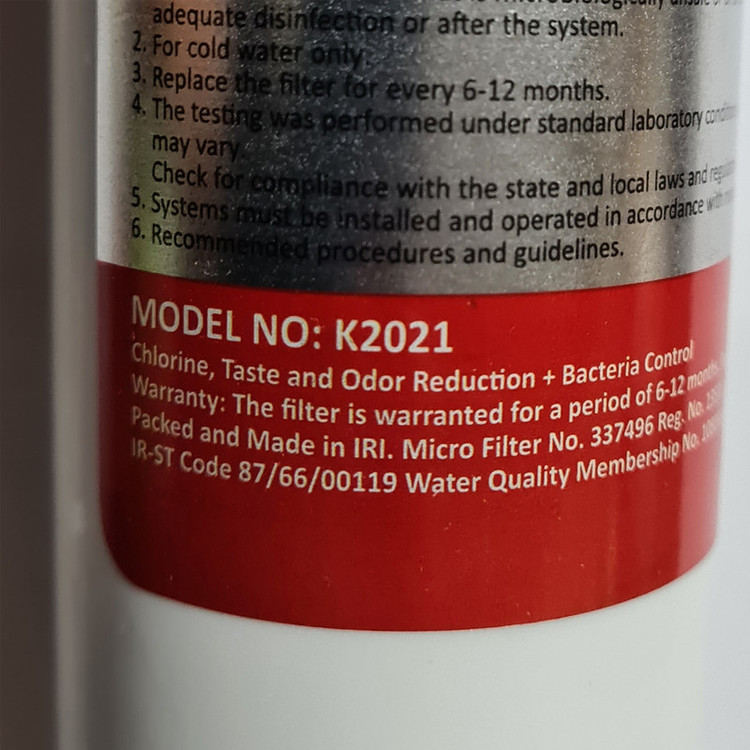 adequate disinfection or after the system.
2. For cold water only.
3. Replace the filter for every 6-12 months.
4. The testing was performed under standard laboratory
may vary.
Check for compliance with the state and local laws and
5. Systems must be installed and operated in accordance with
6. Recommended procedures and guidelines.
MODEL NO: K2021
Chlorine, Taste and Odor Reduction + Bacteria Control
Warranty: The filter is warranted for a period of 6-12 months.
Packed and Made in IRI. Micro Filter No. 337496 Reg. No.
IR-ST Code 87/66/00119 Water Quality Membership No.